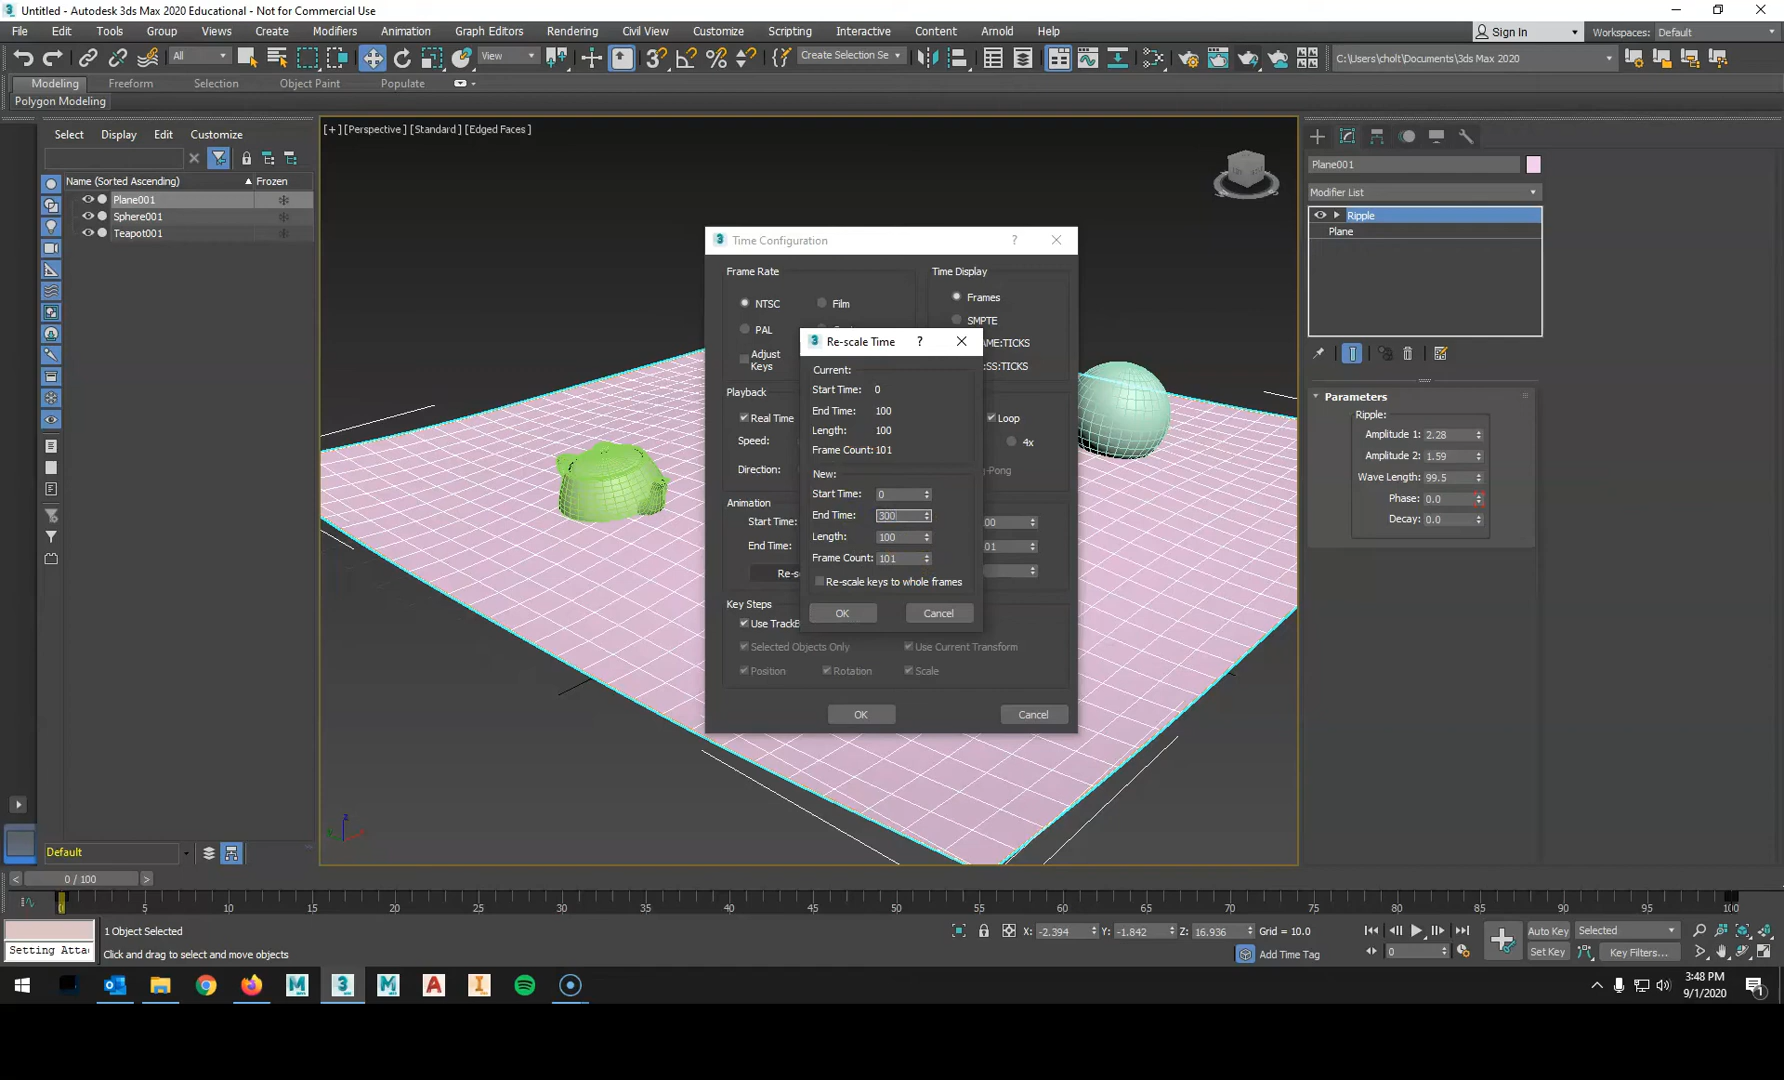 Untitled - Autodesk 3ds Max 2020 Educational - Not for Commercial Use
File Edit Tools Group Views Create Modifiers Animation Graph Editors Rendering Civil View Customize Scripting Interactive Content Arnold Help Sign In Workspaces: Default
All View Create Selection Se C:\Users\cholt\Documents\3ds Max 2020
Modeling Freeform Selection Object Paint Populate
Polygon Modeling
Select Display Edit Customize
[+] [Perspective] [Standard] [Edged Faces]
Name (Sorted Ascending) Frozen
Plane001
Sphere001
Teapot001
Plane001
Modifier List
Ripple
Plane
Time Configuration ?
Frame Rate Time Display
NTSC Film Frames
PAL SMPTE
Adjust Keys
AME:TICKS
SS:TICKS
Playback
Real Time Loop
Speed: 4x
Direction: g-Pong
Animation
Start Time: 00
End Time: 01
Re-s
Key Steps
Use TrackB
Selected Objects Only Use Current Transform
Position Rotation Scale
OK Cancel
Re-scale Time ?
Current:
Start Time: 0
End Time: 100
Length: 100
Frame Count: 101
New:
Start Time: 0
End Time: 300
Length: 100
Frame Count: 101
Re-scale keys to whole frames
OK Cancel
Parameters
Ripple:
Amplitude 1: 2.28
Amplitude 2: 1.59
Wave Length: 99.5
Phase: 0.0
Decay: 0.0
Default
< 0 / 100 >
0 5 10 15 20 25 30 35 40 45 50 55 60 65 70 75 80 85 90 95 100
1 Object Selected
Setting Atta
Click and drag to select and move objects
X: -2.394 Y: -1.842 Z: 16.936 Grid = 10.0
Add Time Tag
0
Auto Key Selected
Set Key Key Filters...
3:48 PM
9/1/2020